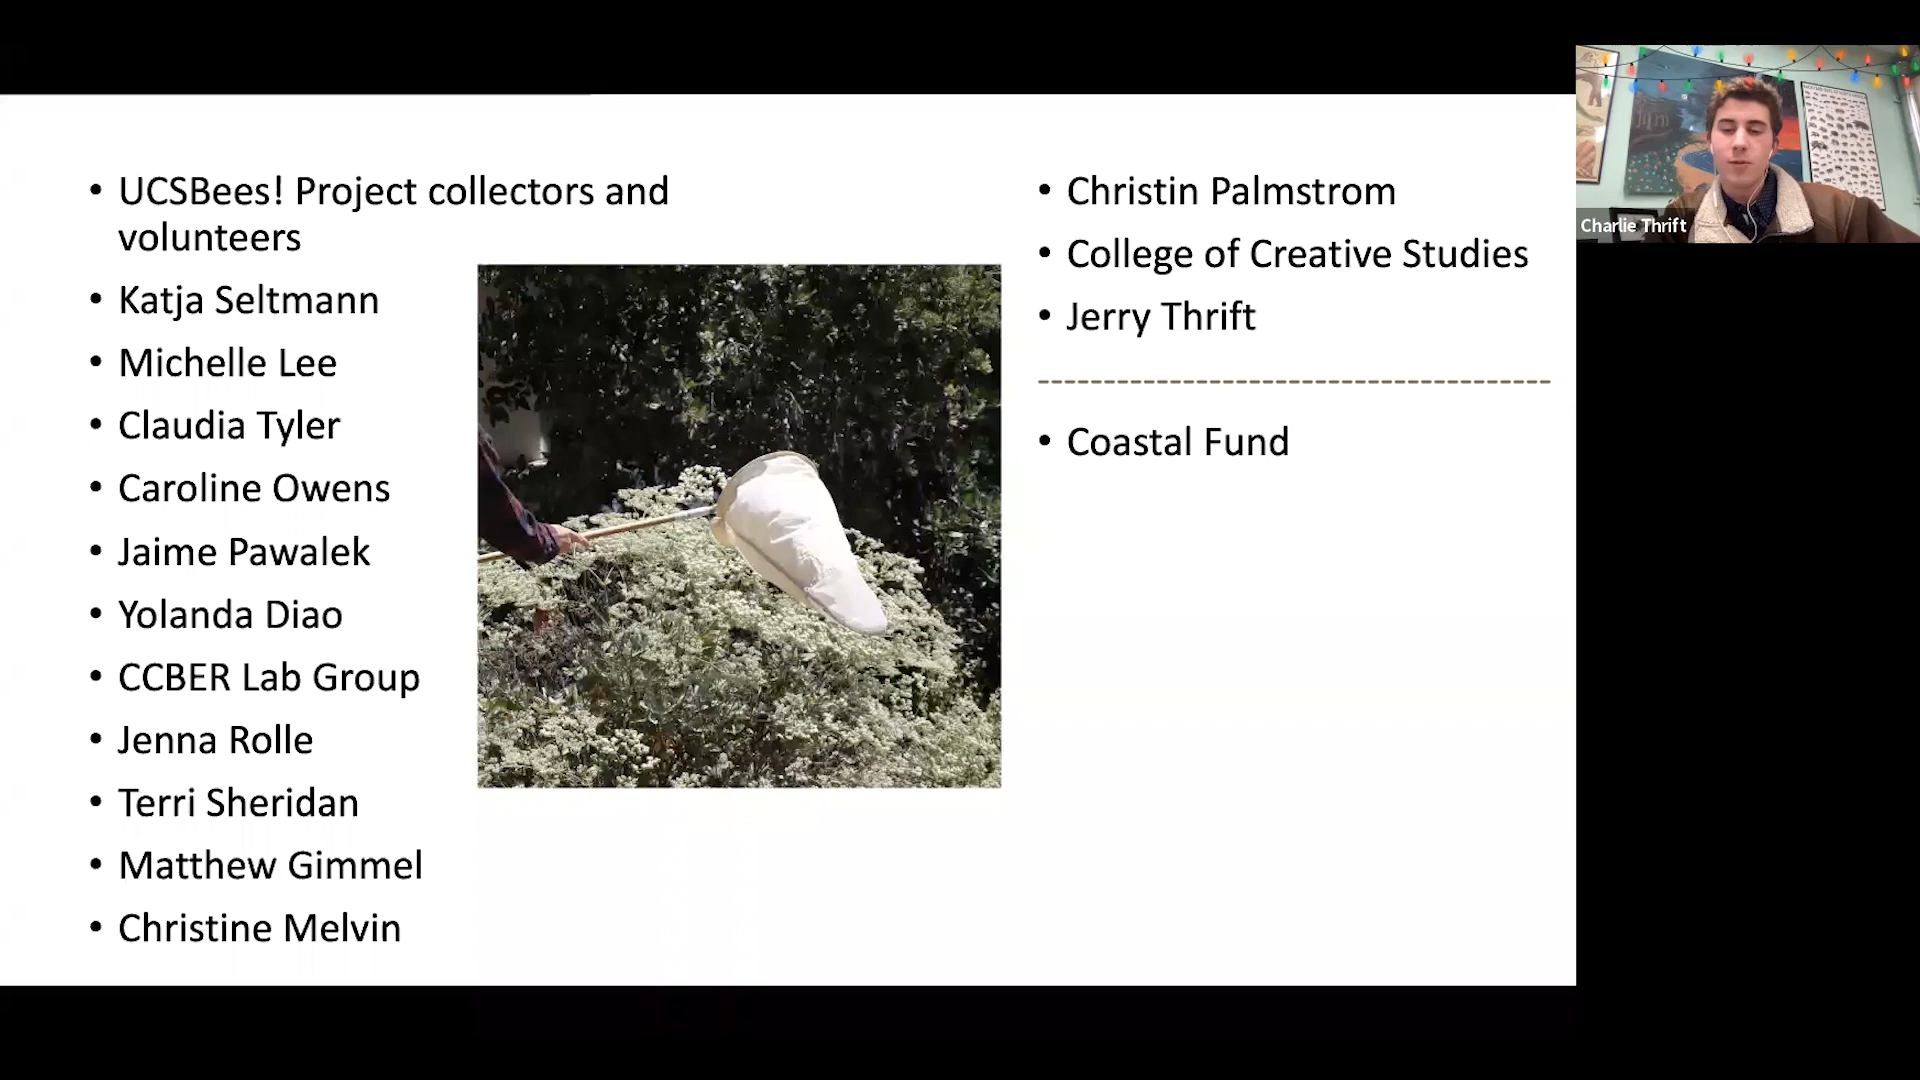 • UCSBees! Project collectors and
volunteers
• Katja Seltmann
• Michelle Lee
• Claudia Tyler
• Caroline Owens
• Jaime Pawalek
• Yolanda Diao
• CCBER Lab Group
• Jenna Rolle
• Terri Sheridan
• Matthew Gimmel
• Christine Melvin
• Christin Palmstrom
• College of Creative Studies
• Jerry Thrift
----------------------------------------
• Coastal Fund
Charlie Thrift